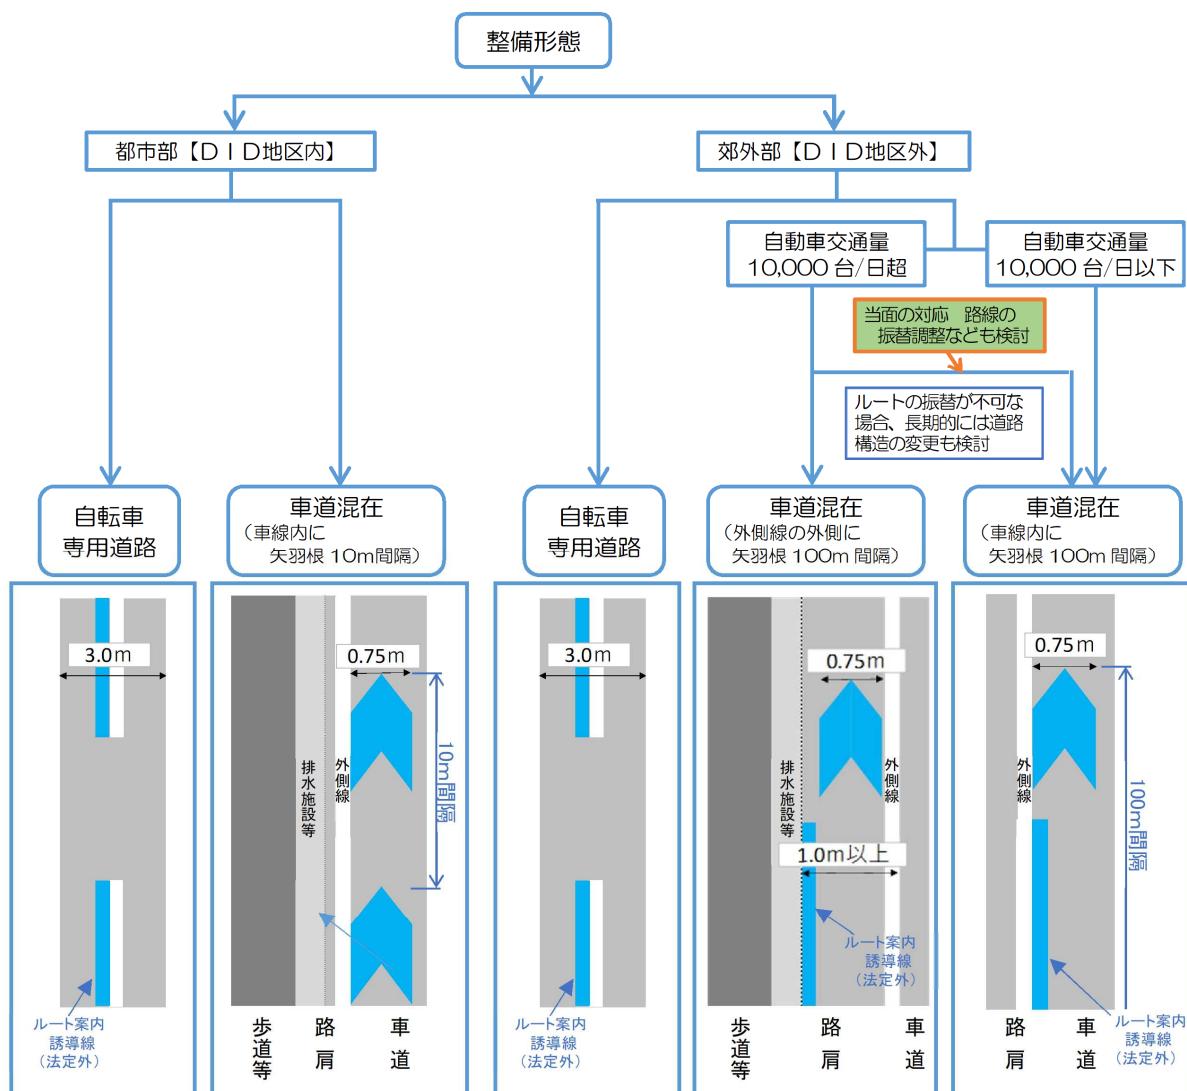 整備形態
都市部【DID地区内】
郊外部【DID地区外】
自動車交通量
10,000 台/日超
自動車交通量
10,000 台/日以下
当面の対応　路線の
振替調整なども検討
ルートの振替が不可な
場合、長期的には道路
構造の変更も検討
自転車
専用道路
車道混在
（車線内に
矢羽根 10m間隔）
自転車
専用道路
車道混在
（外側線の外側に
矢羽根 100m 間隔）
車道混在
（車線内に
矢羽根 100m 間隔）
3.0m
ルート案内
誘導線
（法定外）
0.75m
10m間隔
排水施設等
外側線
歩道等
路肩
車道
3.0m
ルート案内
誘導線
（法定外）
0.75m
排水施設等
外側線
1.0m以上
ルート案内
誘導線
（法定外）
歩道等
路肩
車道
0.75m
外側線
100m間隔
ルート案内
誘導線
（法定外）
路肩
車道